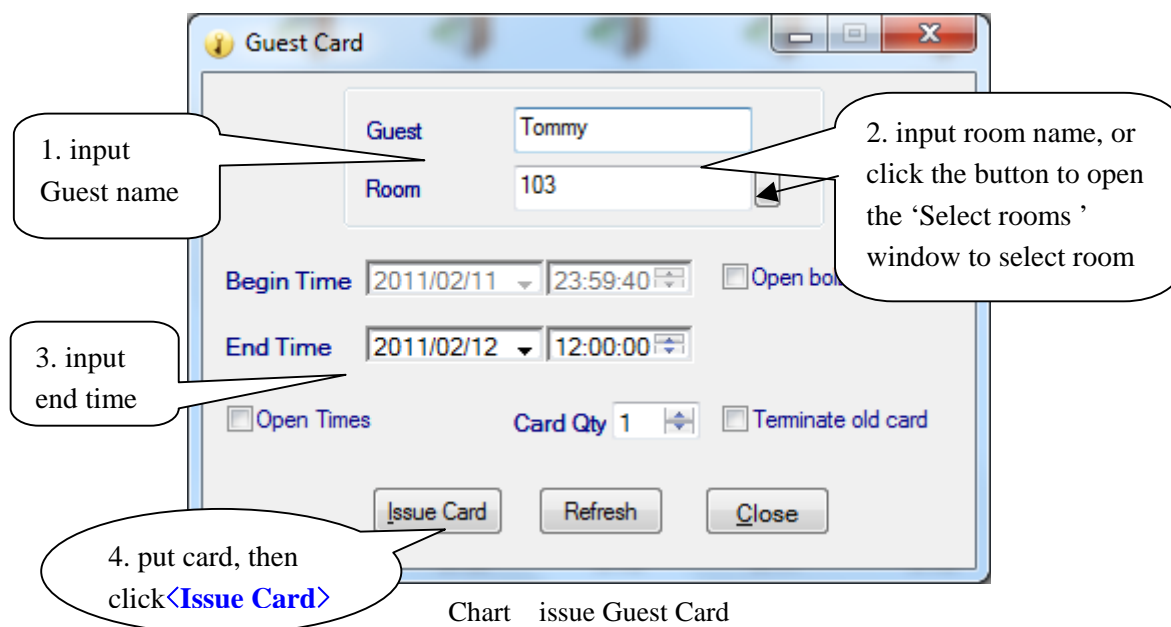 Guest Card
1. input
Guest name
Guest
Tommy
Room
103
2. input room name, or
click the button to open
the ‘Select rooms ’
window to select room
Begin Time
2011/02/11
23:59:40
Open
3. input
end time
End Time
2011/02/12
12:00:00
Open Times
Card Qty
1
Terminate old card
Issue Card
Refresh
Close
4. put card, then
click<Issue Card>
Chart issue Guest Card